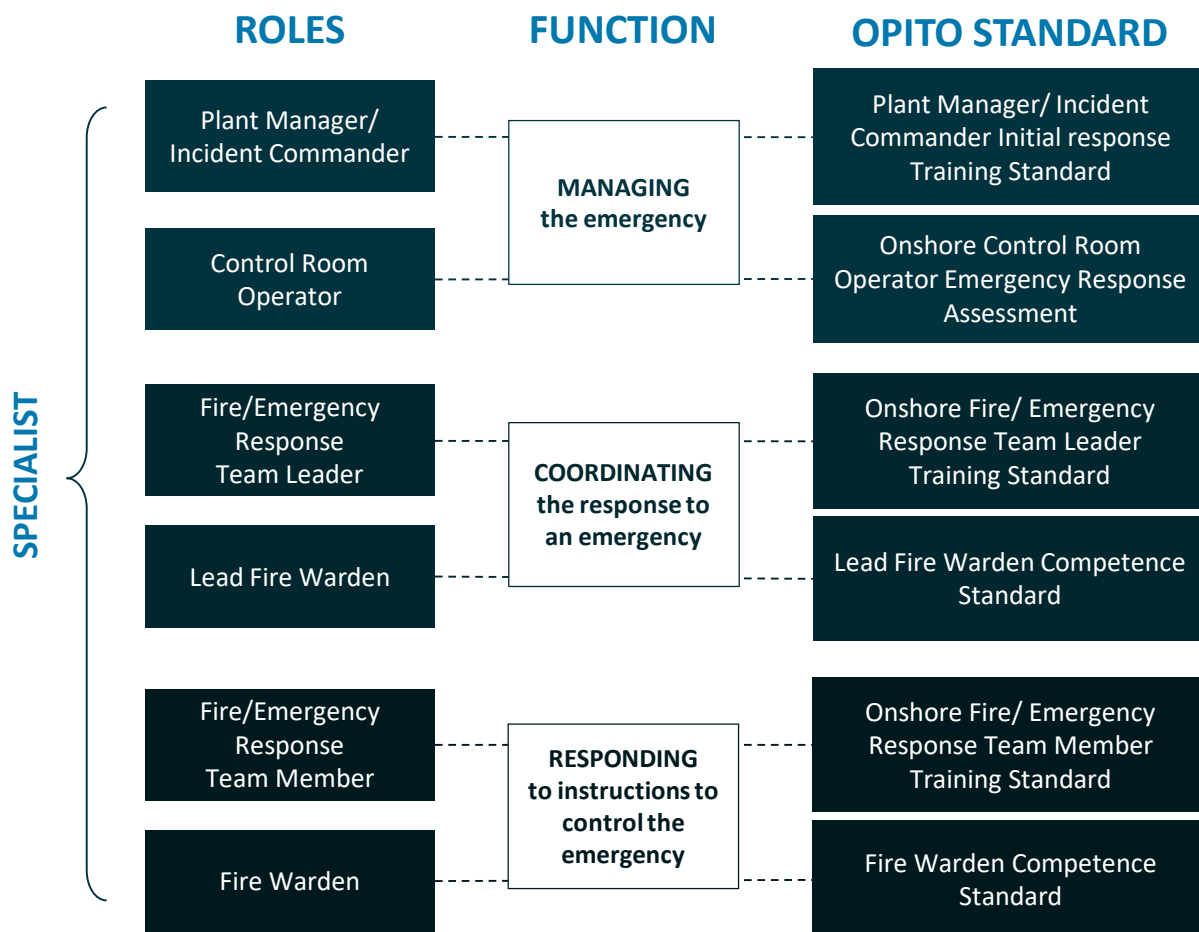 ROLES
FUNCTION
OPITO STANDARD
SPECIALIST
Plant Manager/
Incident Commander
MANAGING
the emergency
Plant Manager/ Incident
Commander Initial response
Training Standard
Control Room
Operator
Onshore Control Room
Operator Emergency Response
Assessment
Fire/Emergency
Response
Team Leader
COORDINATING
the response to
an emergency
Onshore Fire/ Emergency
Response Team Leader
Training Standard
Lead Fire Warden
Lead Fire Warden Competence
Standard
Fire/Emergency
Response
Team Member
RESPONDING
to instructions to
control the
emergency
Onshore Fire/ Emergency
Response Team Member
Training Standard
Fire Warden
Fire Warden Competence
Standard